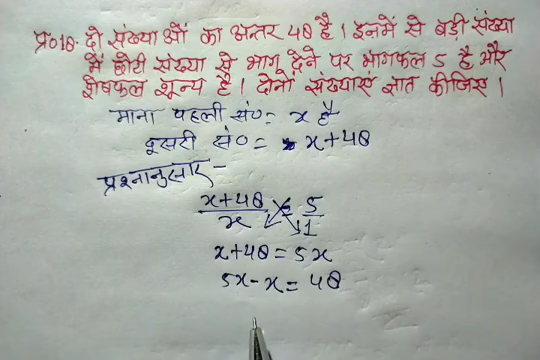 प्र०18- दो संख्याओं का अन्तर 48 है। इनमें से बड़ी संख्या
में छोटी संख्या से भाग देने पर भागफल 5 है और
शेषफल शून्य है। दोनों संख्याएं ज्ञात कीजिए।
माना पहली सं०= x है
दूसरी सं०= x+48
प्रश्नानुसार-
x+48/x = 5/1
x+48=5x
5x-x=48